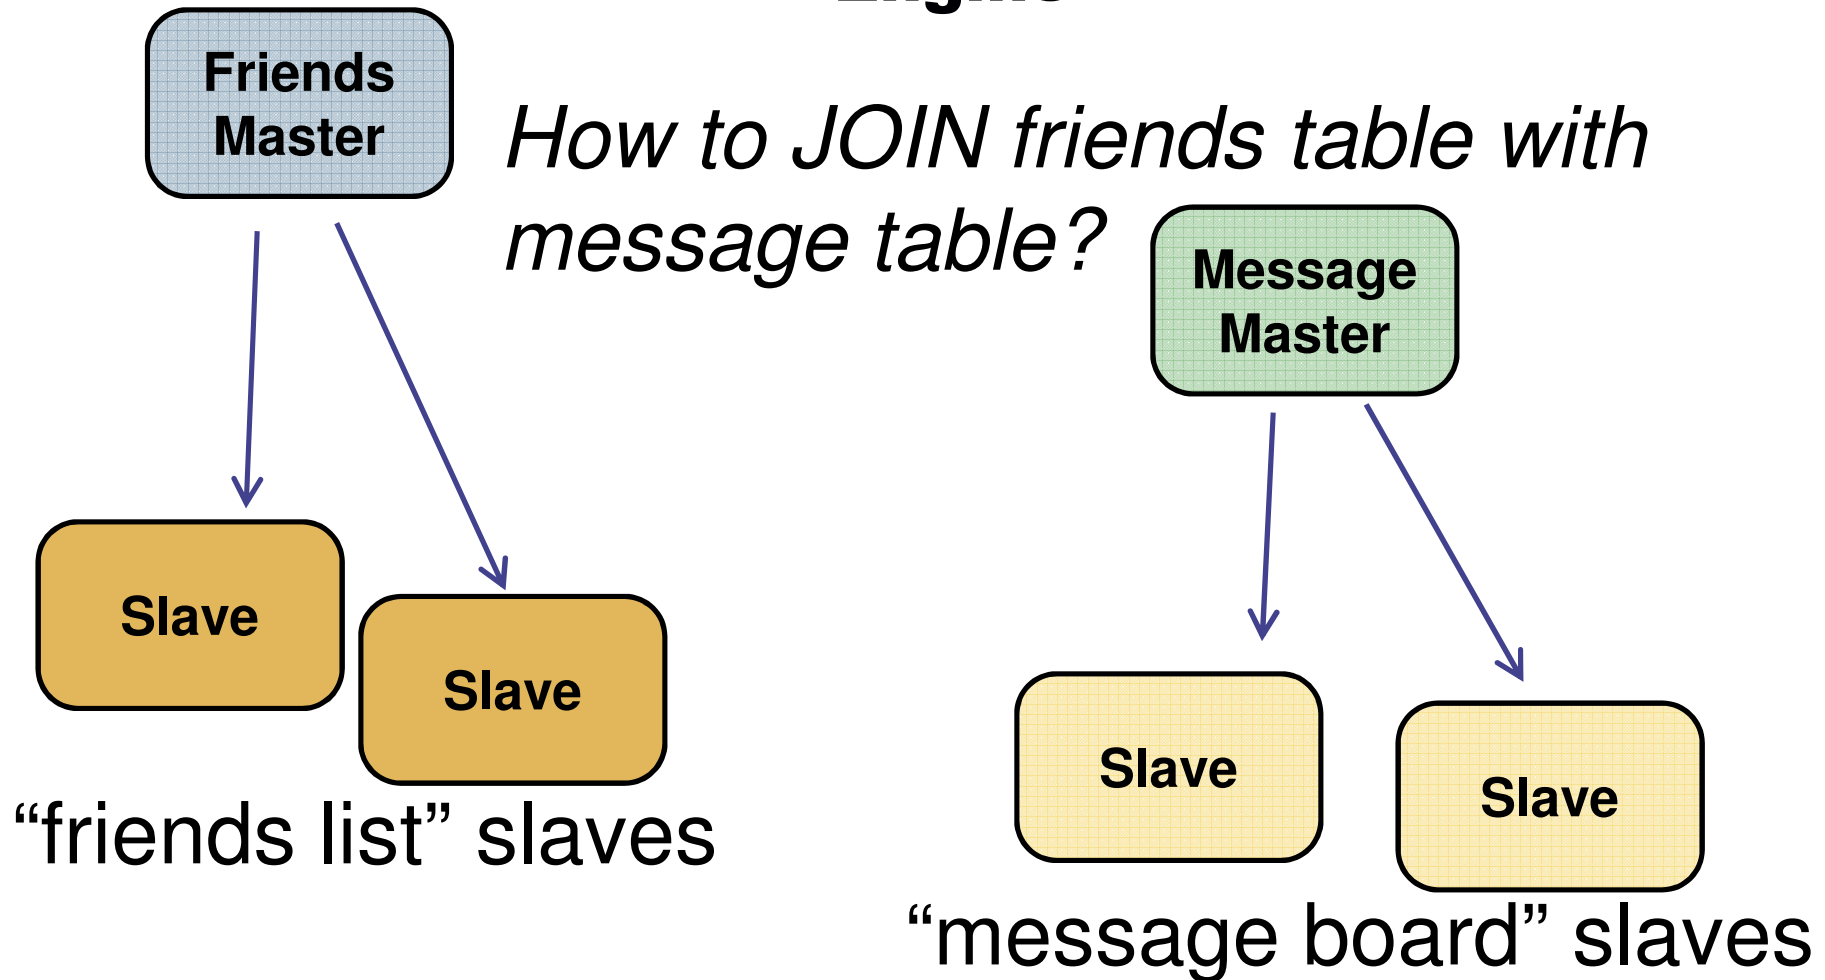 Friends
Master
How to JOIN friends table with
message table?
Message
Master
Slave
Slave
“friends list” slaves
Slave
Slave
“message board” slaves